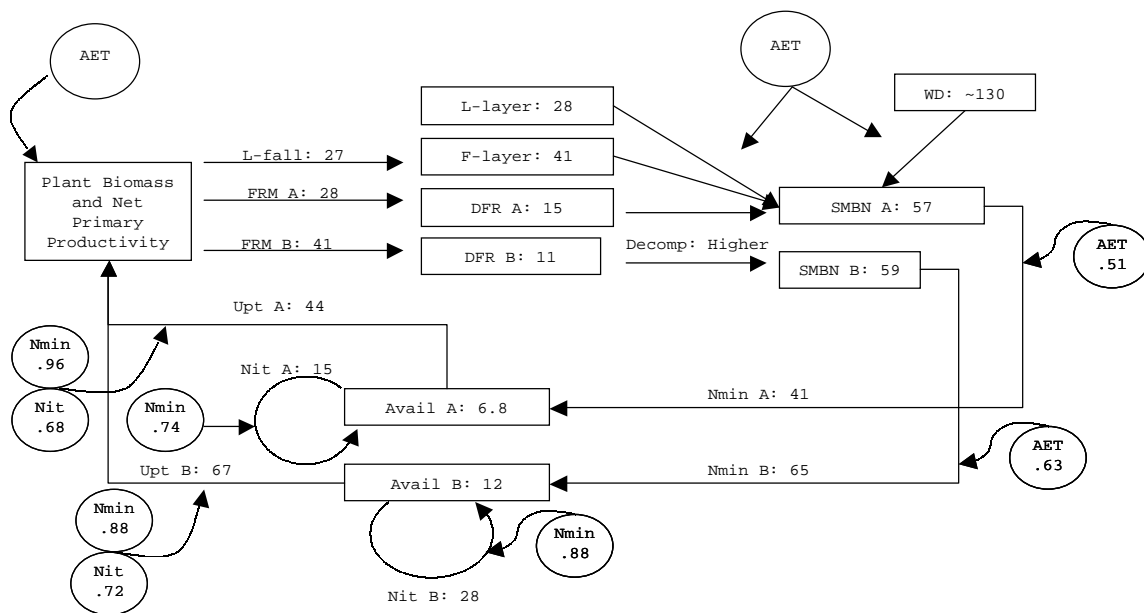 AET
AET
L-layer: 28
WD: ~130
L-fall: 27
F-layer: 41
Plant Biomass
and Net
Primary
Productivity
FRM A: 28
DFR A: 15
SMBN A: 57
FRM B: 41
DFR B: 11
Decomp: Higher
SMBN B: 59
AET
.51
Upt A: 44
Nmin
.96
Nit
.68
Nit A: 15
Nmin
.74
Avail A: 6.8
Nmin A: 41
Upt B: 67
Avail B: 12
Nmin B: 65
AET
.63
Nmin
.88
Nit
.72
Nmin
.88
Nit B: 28